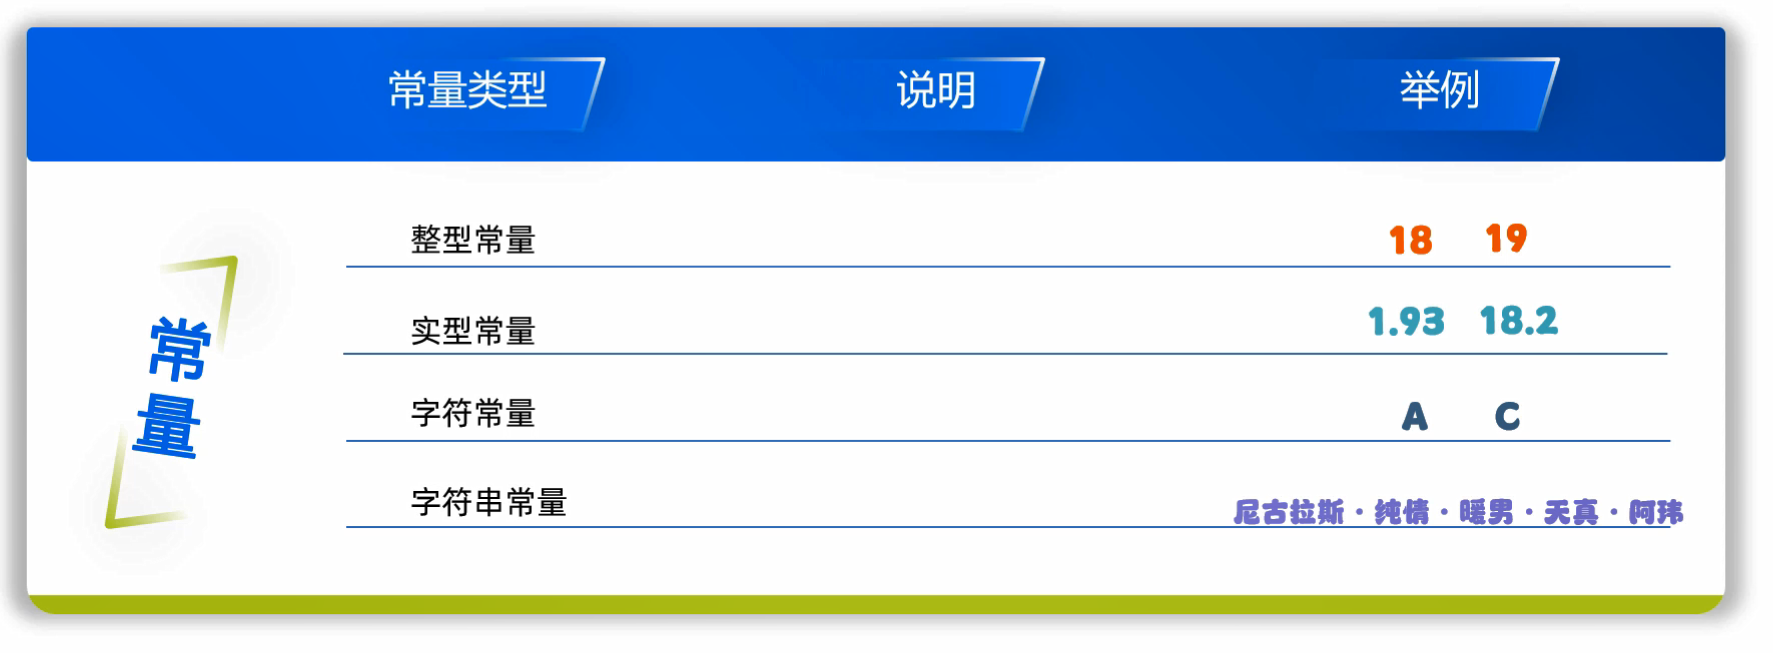 常量类型 说明 举例
常量
整型常量 18 19
实型常量 1.93 18.2
字符常量 A C
字符串常量 尼古拉斯·纯情·暖男·天真·阿玮